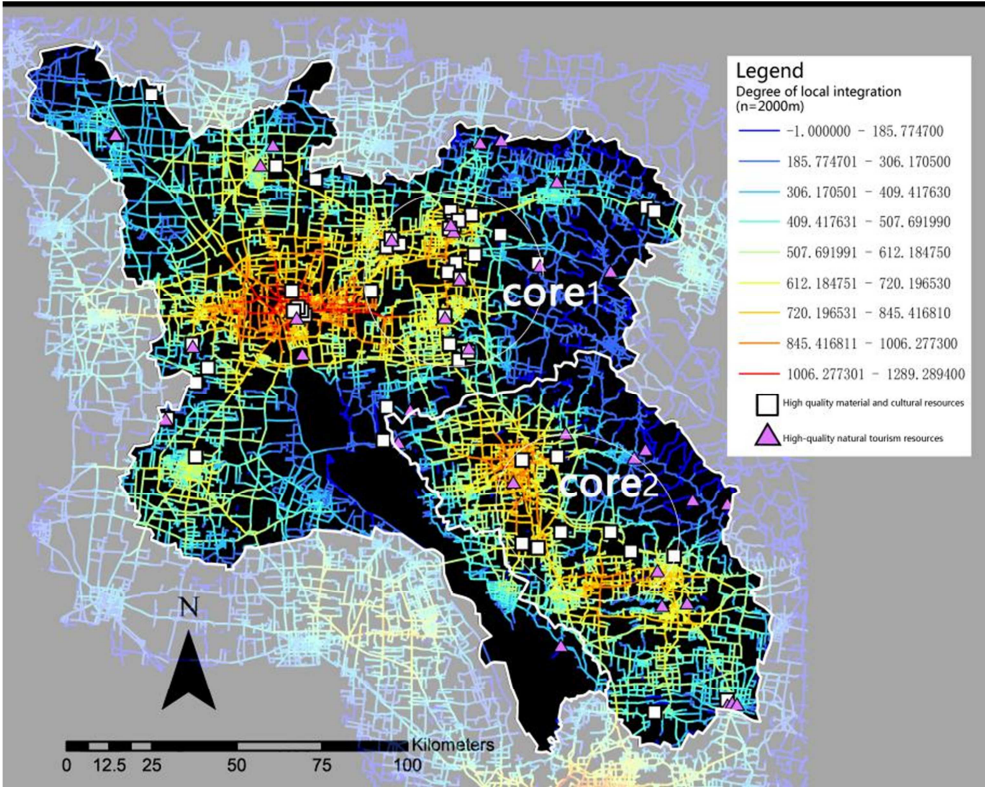 Legend
Degree of local integration
(n=2000m)
-1.000000 - 185.774700
185.774701 - 306.170500
306.170501 - 409.417630
409.417631 - 507.691990
507.691991 - 612.184750
612.184751 - 720.196530
720.196531 - 845.416810
845.416811 - 1006.277300
1006.277301 - 1289.289400
High quality material and cultural resources
High-quality natural tourism resources
core1
core2
N
Kilometers
0 12.5 25 50 75 100